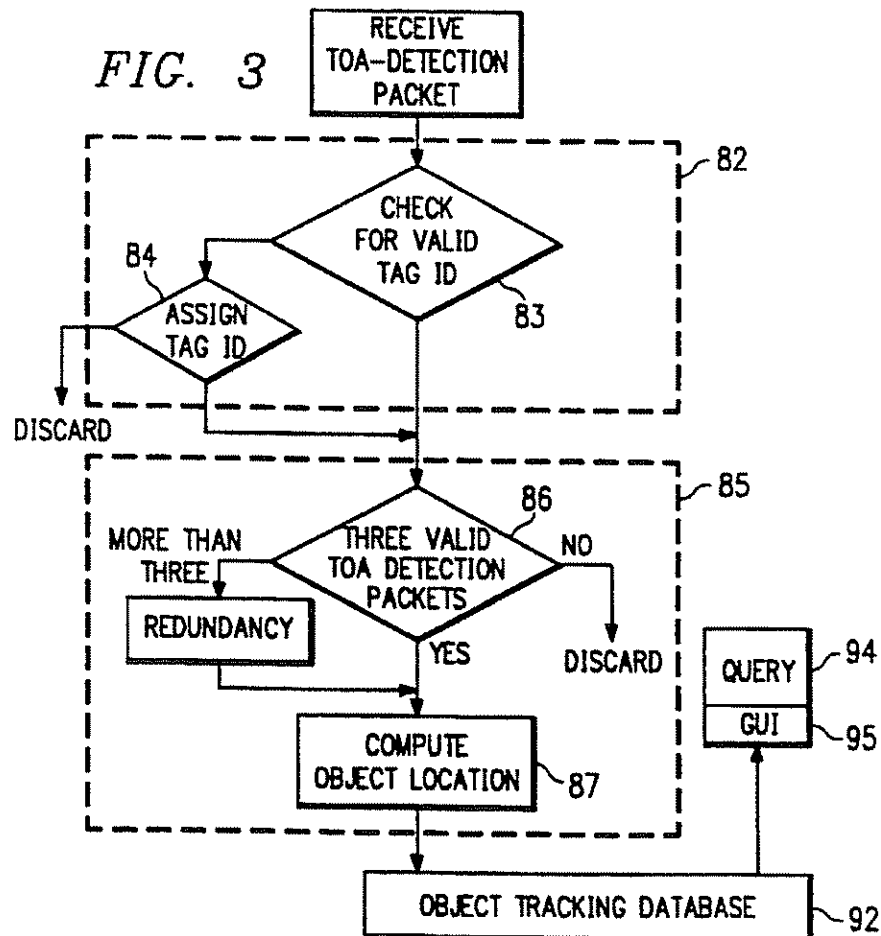 FIG. 3
RECEIVE
TOA-DETECTION
PACKET
82
CHECK
FOR VALID
TAG ID
83
84
ASSIGN
TAG ID
DISCARD
85
86
THREE VALID
TOA DETECTION
PACKETS
MORE THAN
THREE
NO
REDUNDANCY
YES
DISCARD
COMPUTE
OBJECT LOCATION
87
QUERY
94
GUI
95
OBJECT TRACKING DATABASE
92